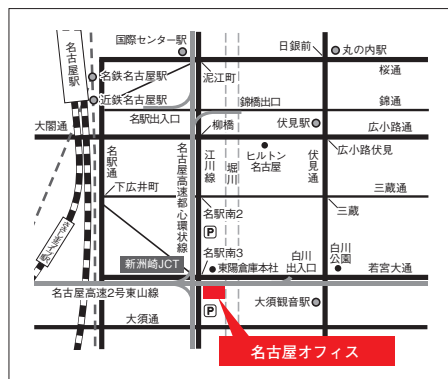 国際センター駅
日銀前
丸の内駅
名古屋駅
名鉄名古屋駅
泥江町
桜通
近鉄名古屋駅
錦橋出口
錦通
名駅出入口
大閤通
柳橋
伏見駅
広小路通
名駅通
名古屋高速都心環状線
江川線
堀川
ヒルトン
名古屋
伏見通
広小路伏見
下広井町
三蔵通
名駅南2
三蔵
P
ささしまライブ駅
新洲崎JCT
名駅南3
東陽倉庫本社
白川
出入口
白川
公園
若宮大通
名古屋高速2号東山線
大須観音駅
大須通
P
名古屋オフィス